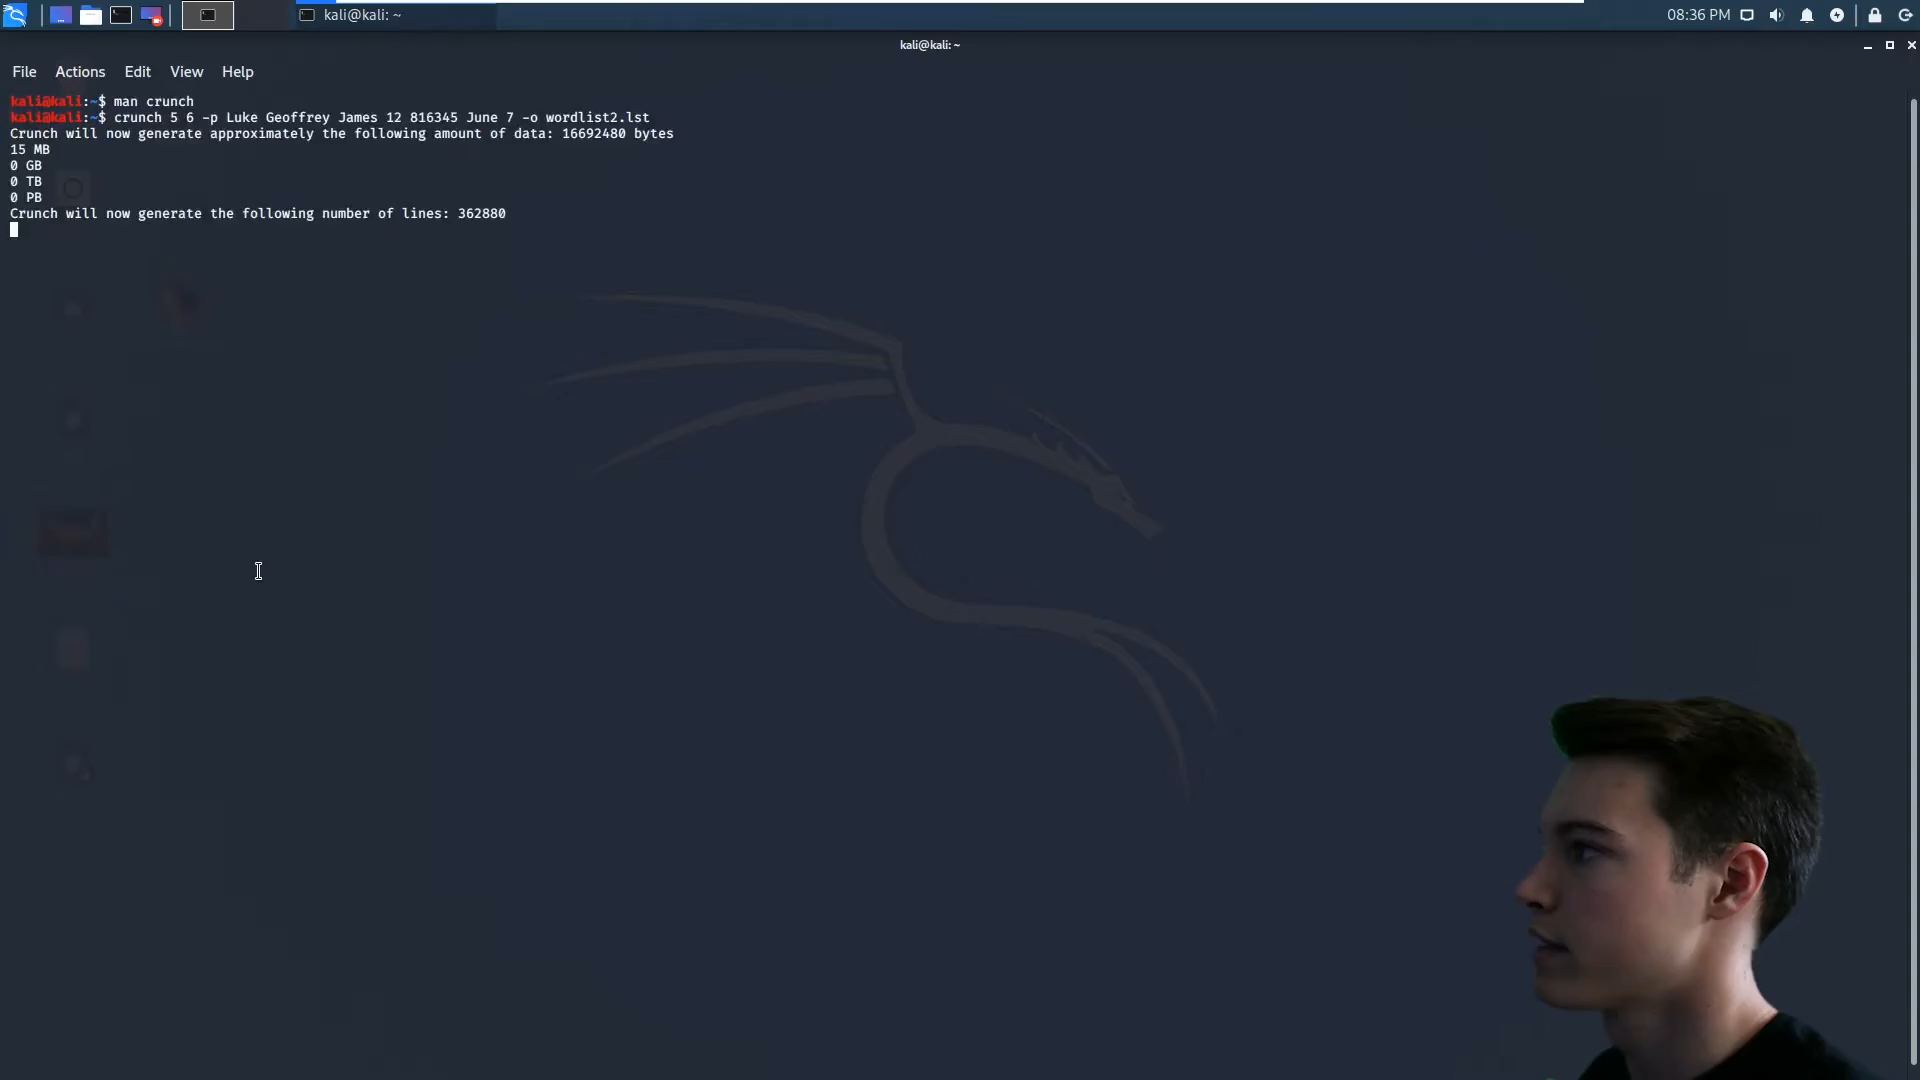 kali@kali: ~
08:36 PM
kali@kali: ~
File Actions Edit View Help
kali@kali:~$ man crunch
kali@kali:~$ crunch 5 6 -p Luke Geoffrey James 12 816345 June 7 -o wordlist2.lst
Crunch will now generate approximately the following amount of data: 16692480 bytes
15 MB
0 GB
0 TB
0 PB
Crunch will now generate the following number of lines: 362880